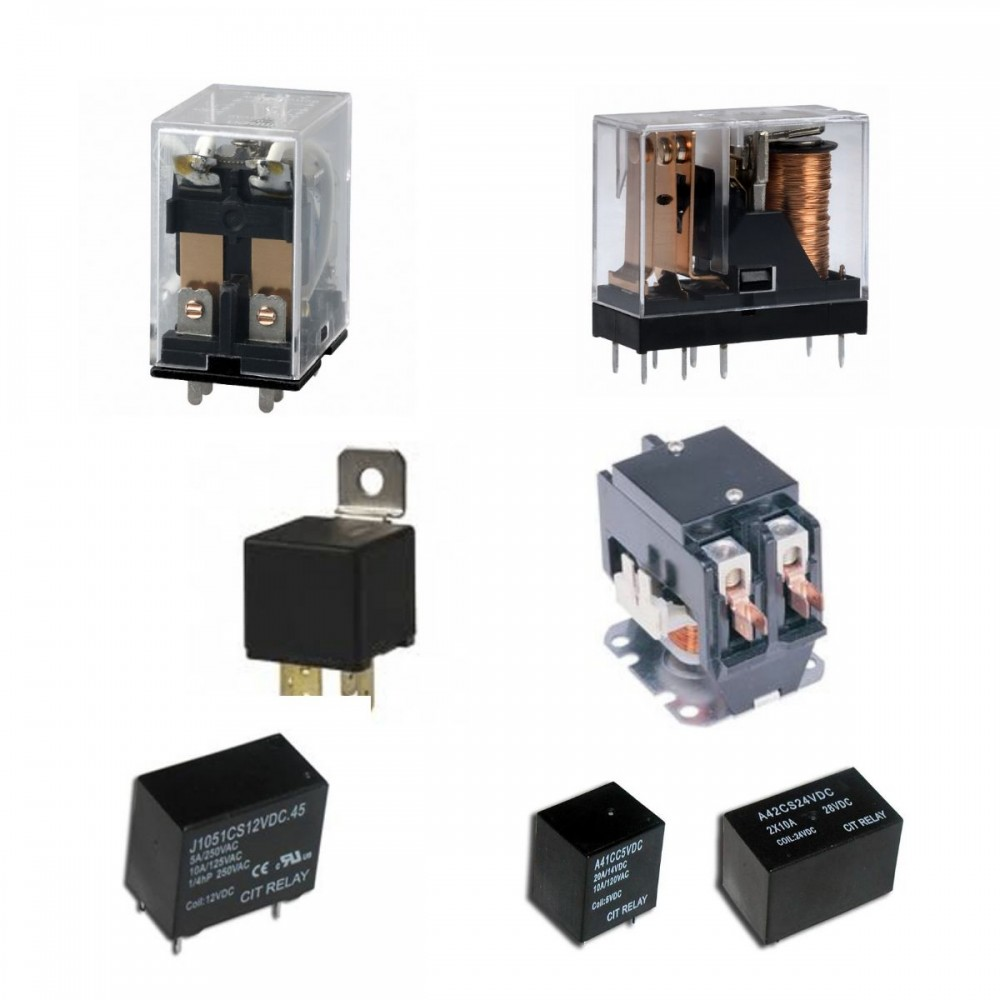 J1051CS12VDC.45
5A/250VAC
10A/125VAC
1/4hP 250VAC
CE
Coil:12VDC
CIT RELAY
A41CC5VDC
20A/14VDC
10A/120VAC
Coil:5VDC
CIT RELAY
A42CS24VDC
2X10A 28VDC
COIL:24VDC
CIT RELAY